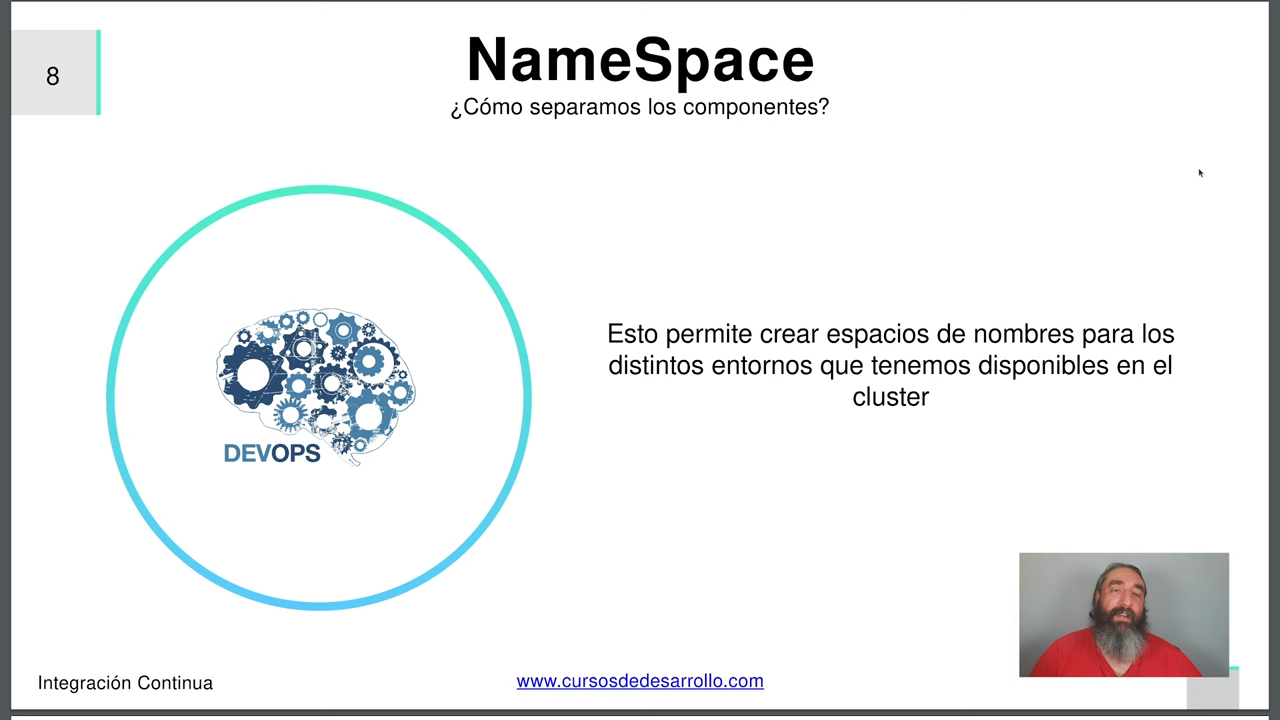 8
NameSpace
¿Cómo separamos los componentes?
DEVOPS
Esto permite crear espacios de nombres para los
distintos entornos que tenemos disponibles en el
cluster
Integración Continua
www.cursosdedesarrollo.com